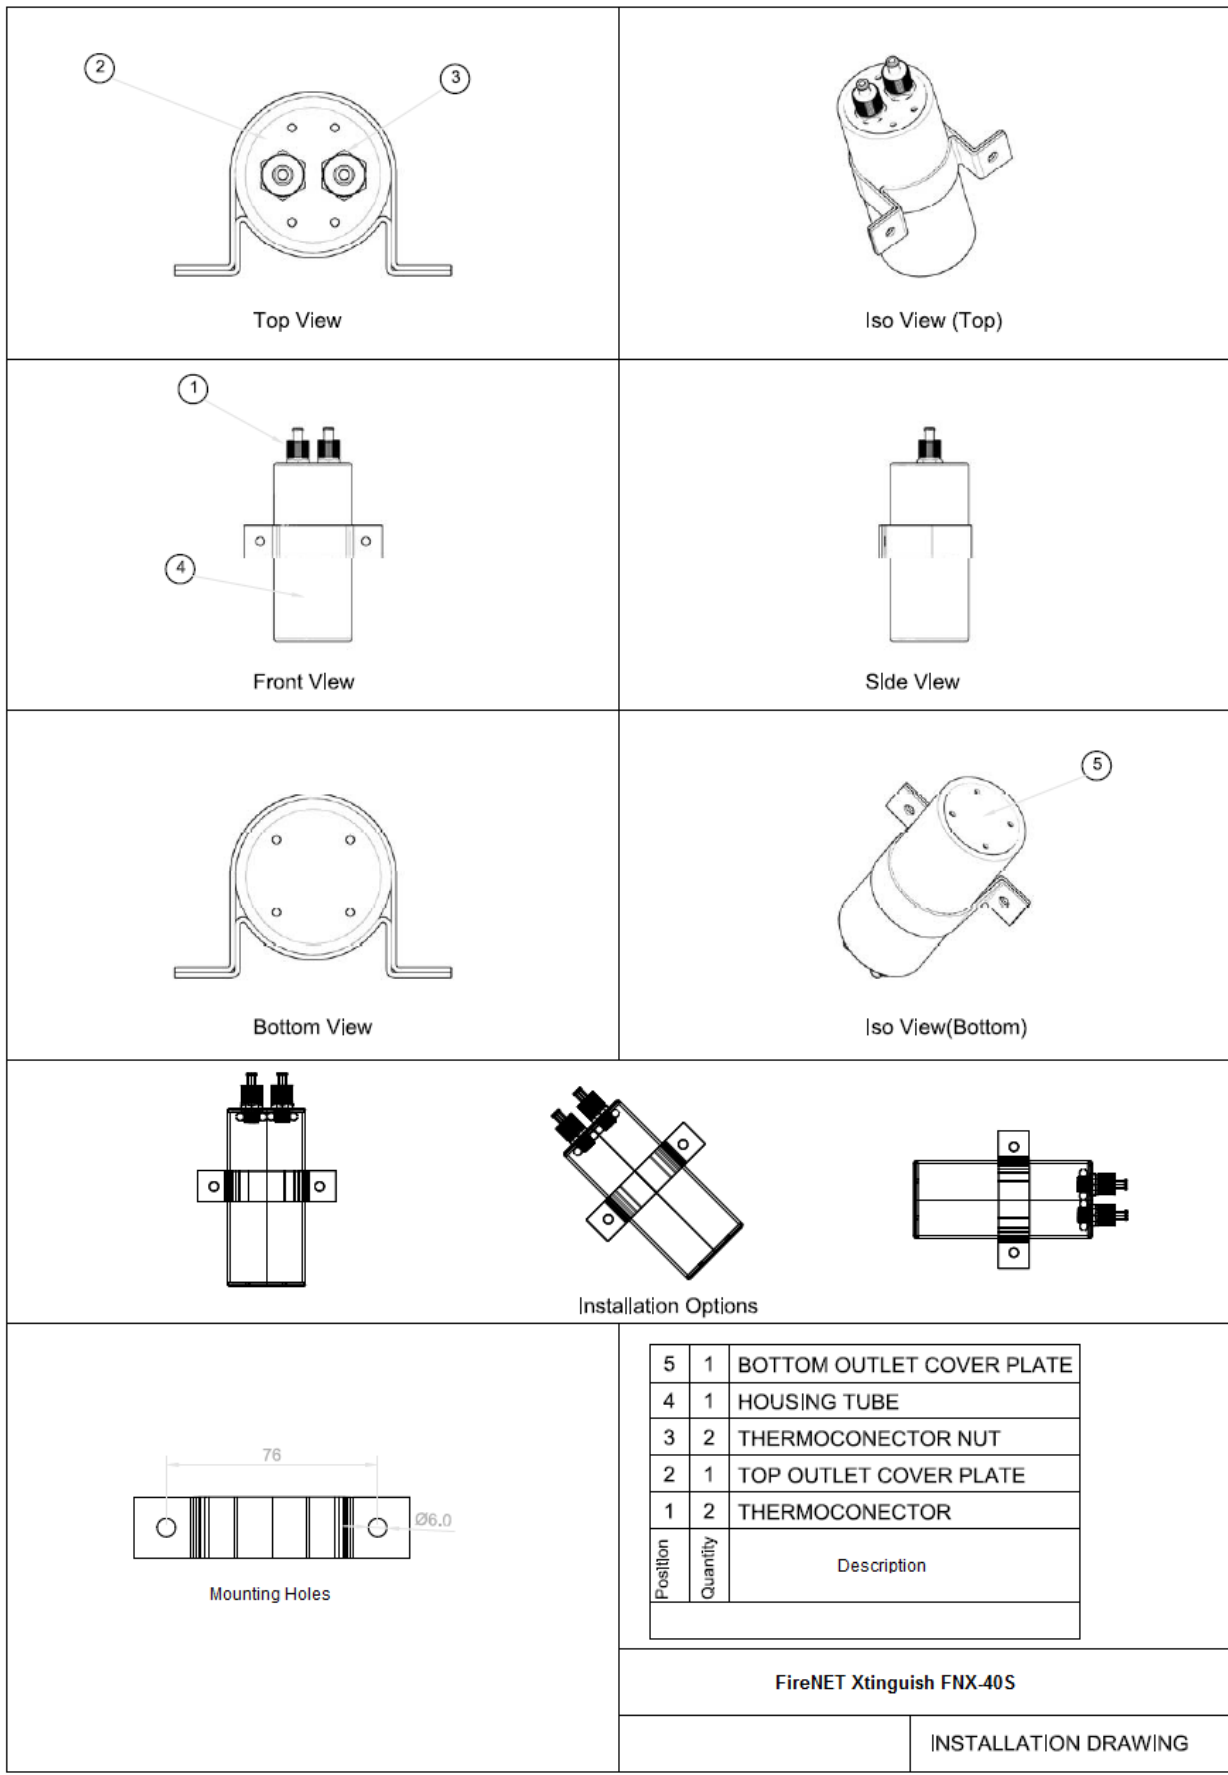 2
3
Top View
Iso View (Top)
1
4
Front View
Side View
Bottom View
5
Iso View(Bottom)
Installation Options
76
Ø6.0
Mounting Holes
5 1 BOTTOM OUTLET COVER PLATE
4 1 HOUSING TUBE
3 2 THERMOCONECTOR NUT
2 1 TOP OUTLET COVER PLATE
1 2 THERMOCONECTOR
Position Quantity Description
FireNET Xtinguish FNX-40S
INSTALLATION DRAWING